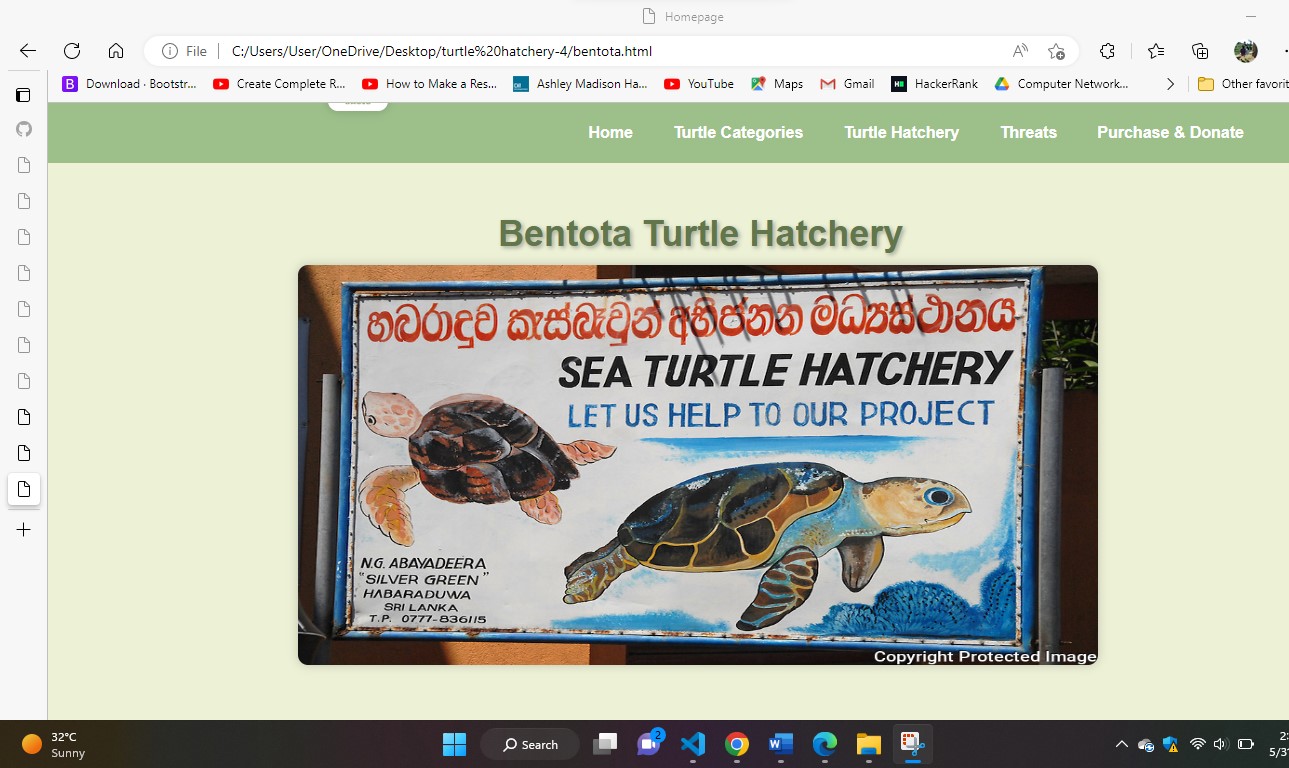 Homepage
File
C:/Users/User/OneDrive/Desktop/turtle%20hatchery-4/bentota.html
Download · Bootstr...
Create Complete R...
How to Make a Res...
Ashley Madison Ha...
YouTube
Maps
Gmail
HackerRank
Computer Network...
Other favorit
Home
Turtle Categories
Turtle Hatchery
Threats
Purchase & Donate
Bentota Turtle Hatchery
හබරාදුව කැස්බෑවුන් අභිජනන මධ්‍යස්ථානය
SEA TURTLE HATCHERY
LET US HELP TO OUR PROJECT
N.G. ABAYADEERA
"SILVER GREEN"
HABARADUWA
SRI LANKA
T.P. 0777-836115
Copyright Protected Image
32°C
Sunny
Search
2
2:
5/31